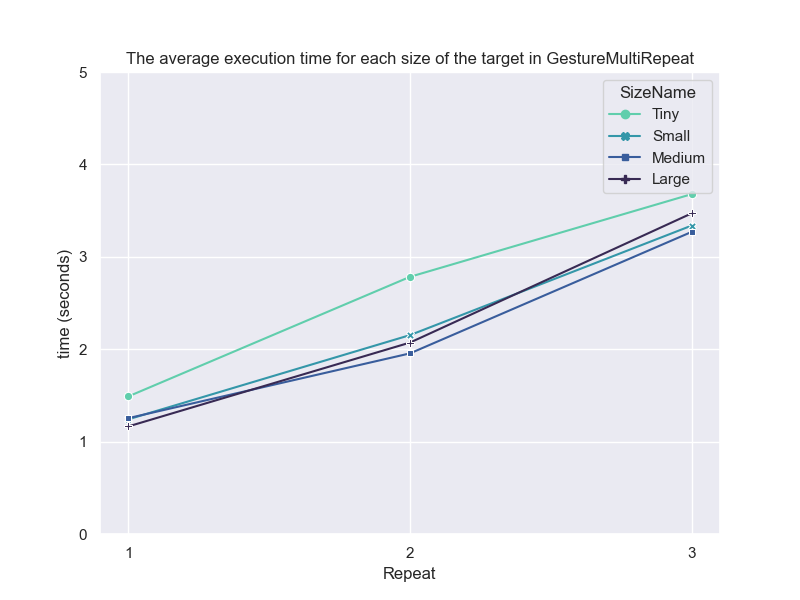 The average execution time for each size of the target in GestureMultiRepeat
SizeName
Tiny
Small
Medium
Large
5
4
3
2
1
0
time (seconds)
1 2 3
Repeat